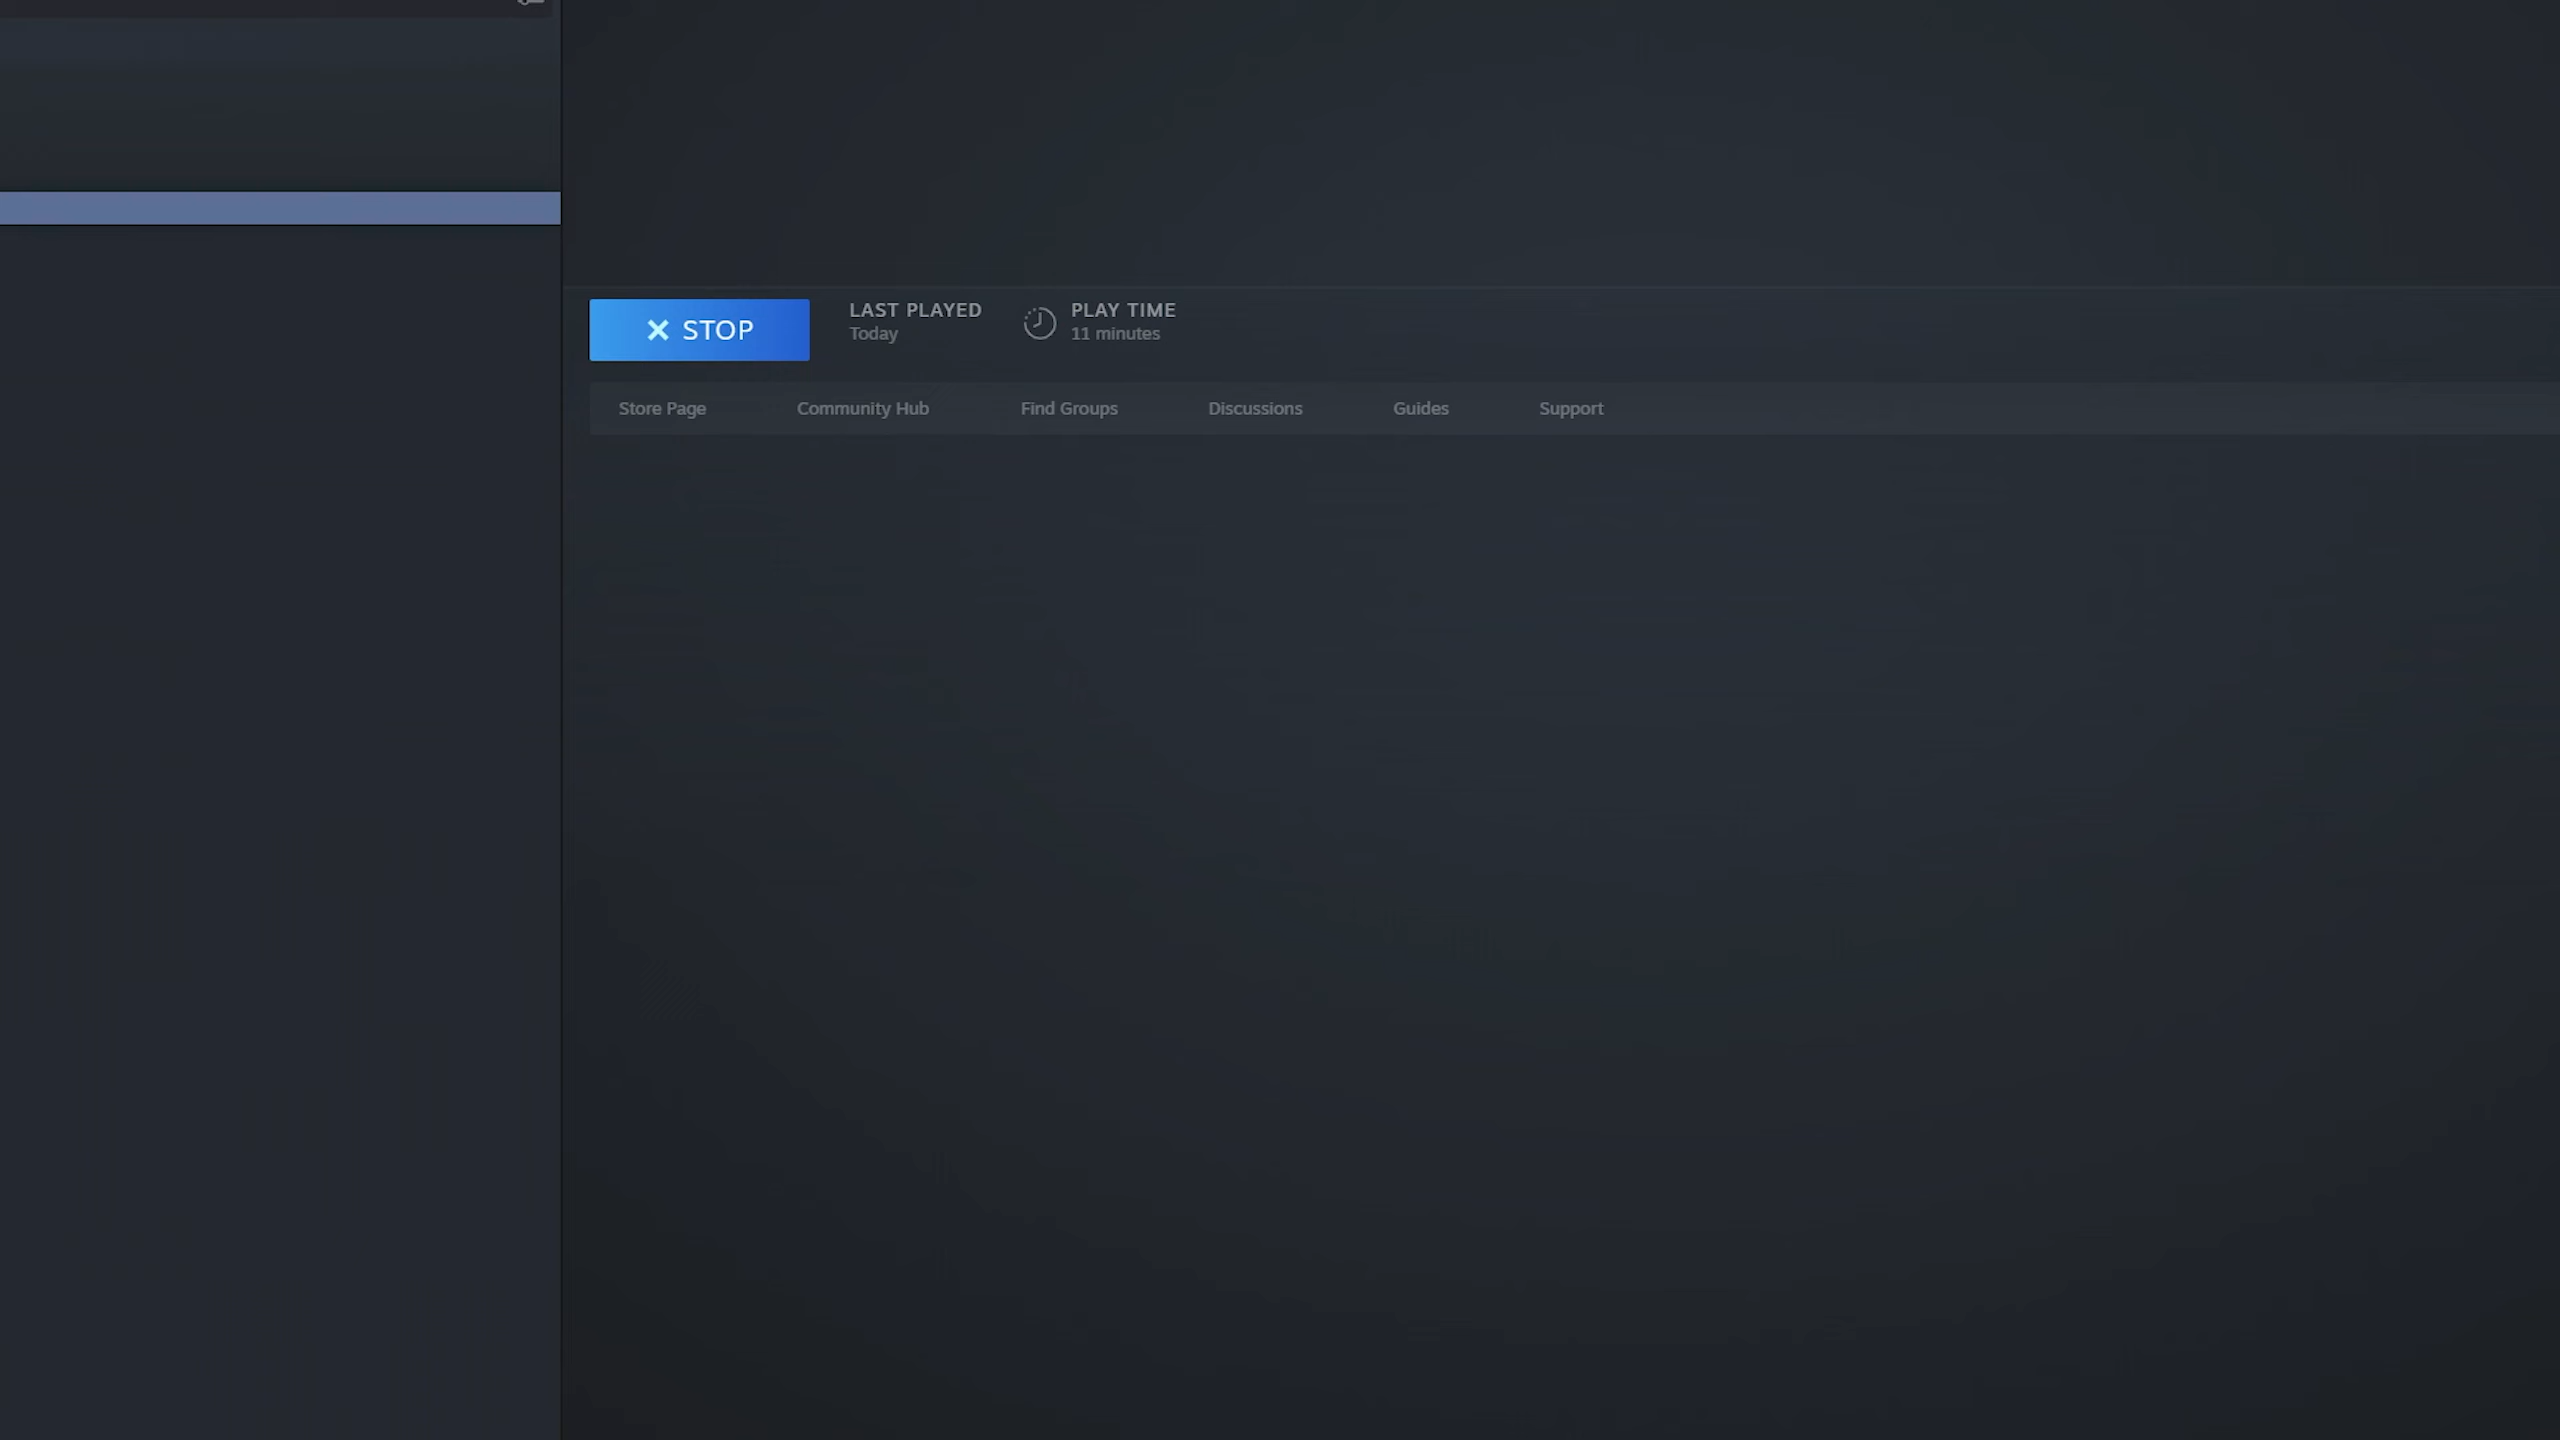 STOP
LAST PLAYED
Today
PLAY TIME
11 minutes
Store Page
Community Hub
Find Groups
Discussions
Guides
Support